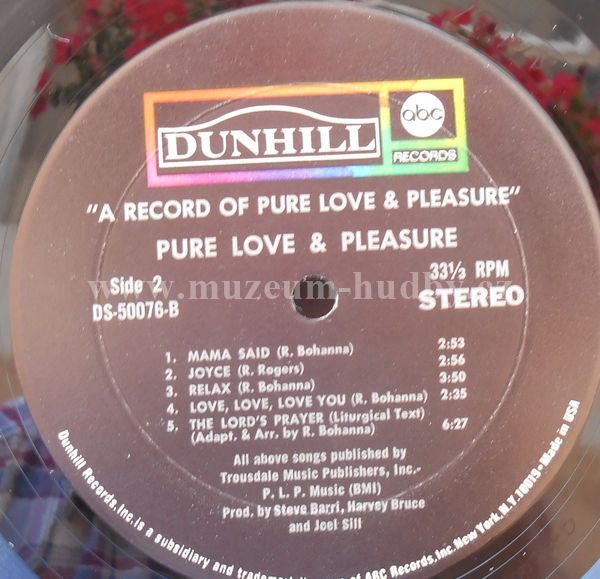 DUNHILL
abc
RECORDS
"A RECORD OF PURE LOVE & PLEASURE"
PURE LOVE & PLEASURE
Side 2
DS-50076-B
33⅓ RPM
STEREO
www.muzeum-hudby.cz
1. MAMA SAID (R. Bohanna) 2:53
2. JOYCE (R. Rogers) 2:56
3. RELAX (R. Bohanna) 3:50
4. LOVE, LOVE, LOVE YOU (R. Bohanna) 2:35
5. THE LORD'S PRAYER (Liturgical Text)
(Adapt. & Arr. by R. Bohanna) 6:27
All above songs published by
Trousdale Music Publishers, Inc.-
P. L. P. Music (BMI)
Prod. by Steve Barri, Harvey Bruce
and Joel Sill
Dunhill Records, Inc. is a subsidiary and trademark of ABC Records, Inc. New York, N.Y. 10019 • Made in USA